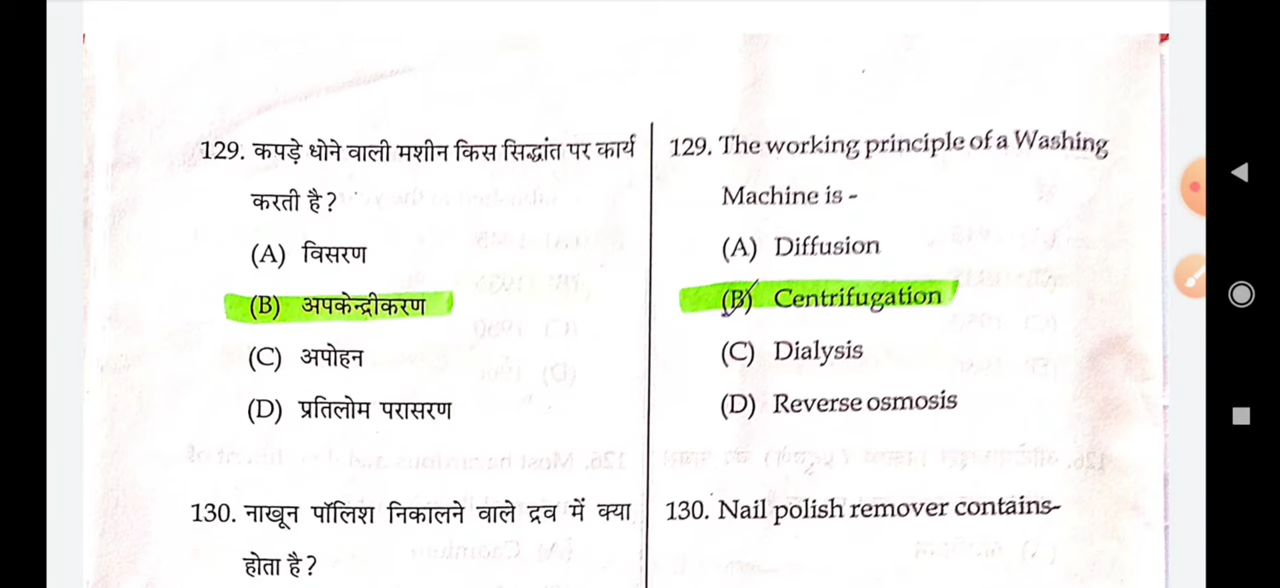 129. कपड़े धोने वाली मशीन किस सिद्धांत पर कार्य
करती है?
(A) विसरण
(B) अपकेन्द्रीकरण
(C) अपोहन
(D) प्रतिलोम परासरण
130. नाखून पॉलिश निकालने वाले द्रव में क्या
होता है?
129. The working principle of a Washing
Machine is -
(A) Diffusion
(B) Centrifugation
(C) Dialysis
(D) Reverse osmosis
130. Nail polish remover contains-